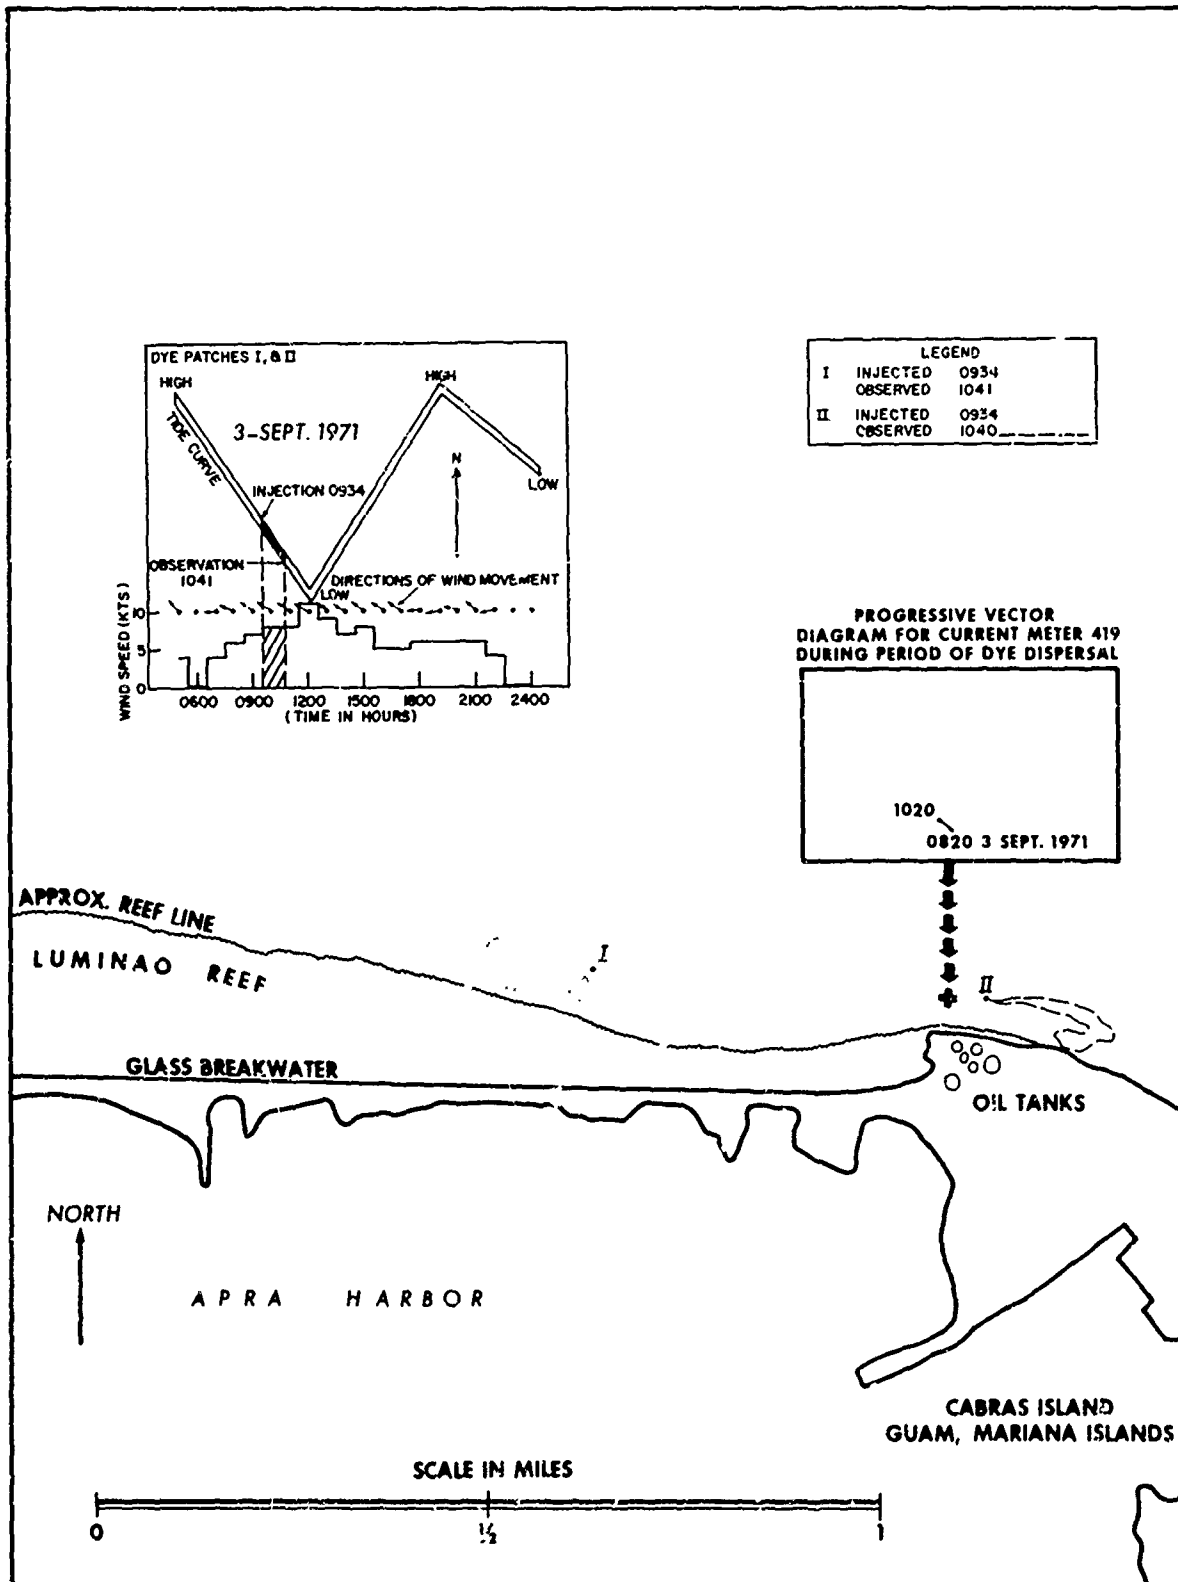 DYE PATCHES I, & II
HIGH
HIGH
3-SEPT. 1971
TIDE CURVE
N
LOW
INJECTION 0934
OBSERVATION
1041
DIRECTIONS OF WIND MOVEMENT
LOW
WIND SPEED (KTS)
10
5
0
0600 0900 1200 1500 1800 2100 2400
(TIME IN HOURS)
LEGEND
I INJECTED 0934
OBSERVED 1041
II INJECTED 0934
OBSERVED 1040
PROGRESSIVE VECTOR
DIAGRAM FOR CURRENT METER 419
DURING PERIOD OF DYE DISPERSAL
1020
0820 3 SEPT. 1971
APPROX. REEF LINE
LUMINAO REEF
I
II
GLASS BREAKWATER
OIL TANKS
NORTH
APRA HARBOR
CABRAS ISLAND
GUAM, MARIANA ISLANDS
SCALE IN MILES
0 ½ 1